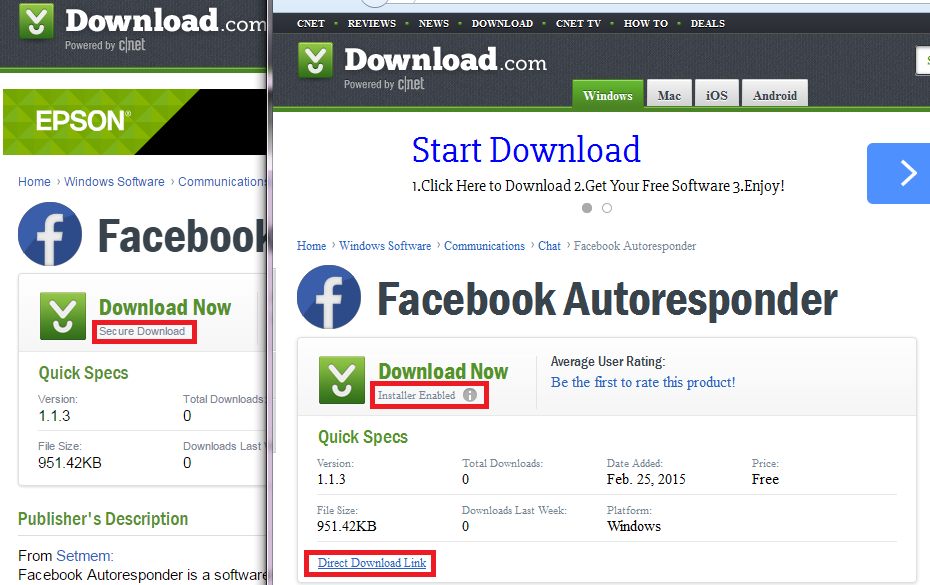 Download.com
Powered by c|net
EPSON®
Home › Windows Software › Communications
Facebook
Download Now
Secure Download
Quick Specs
Version:
Total Downloads:
1.1.3
0
File Size:
Downloads Last
951.42KB
0
Publisher's Description
From Setmem:
Facebook Autoresponder is a software
CNET • REVIEWS • NEWS • DOWNLOAD • CNET TV • HOW TO • DEALS
Download.com
Powered by c|net
Windows
Mac
iOS
Android
Start Download
1.Click Here to Download 2.Get Your Free Software 3.Enjoy!
Home › Windows Software › Communications › Chat › Facebook Autoresponder
Facebook Autoresponder
Download Now
Installer Enabled
Average User Rating:
Be the first to rate this product!
Quick Specs
Version:
Total Downloads:
Date Added:
Price:
1.1.3
0
Feb. 25, 2015
Free
File Size:
Downloads Last Week:
Platform:
951.42KB
0
Windows
Direct Download Link